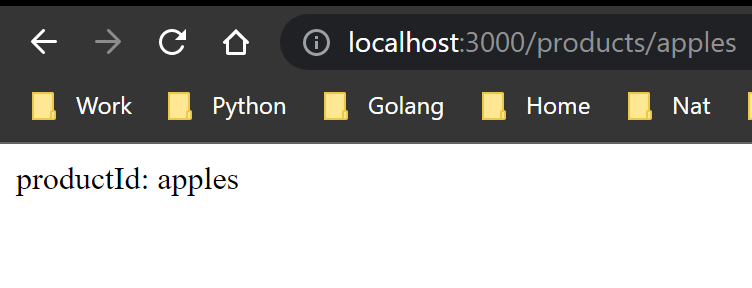 localhost:3000/products/apples
Work Python Golang Home Nat
productId: apples